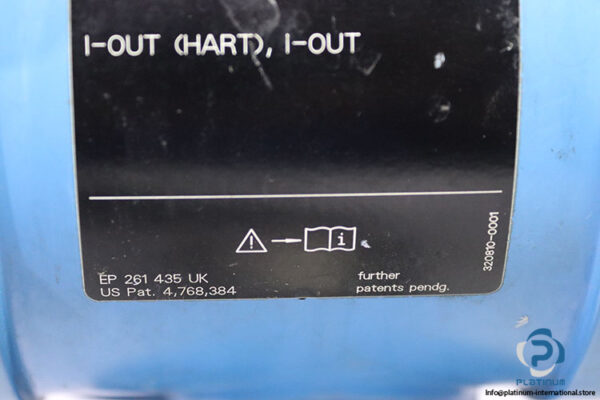 I-OUT (HART), I-OUT
i
320810-0001
EP 261 435 UK
US Pat. 4,768,384
further
patents pendg.
PLATINUM
Info@platinum-international.store